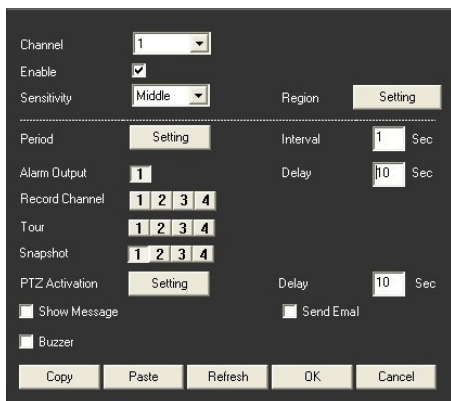 Channel 1
Enable
Sensitivity Middle Region Setting
Period Setting Interval 1 Sec
Alarm Output 1 Delay 10 Sec
Record Channel 1 2 3 4
Tour 1 2 3 4
Snapshot 1 2 3 4
PTZ Activation Setting Delay 10 Sec
Show Message Send Emal
Buzzer
Copy Paste Refresh OK Cancel